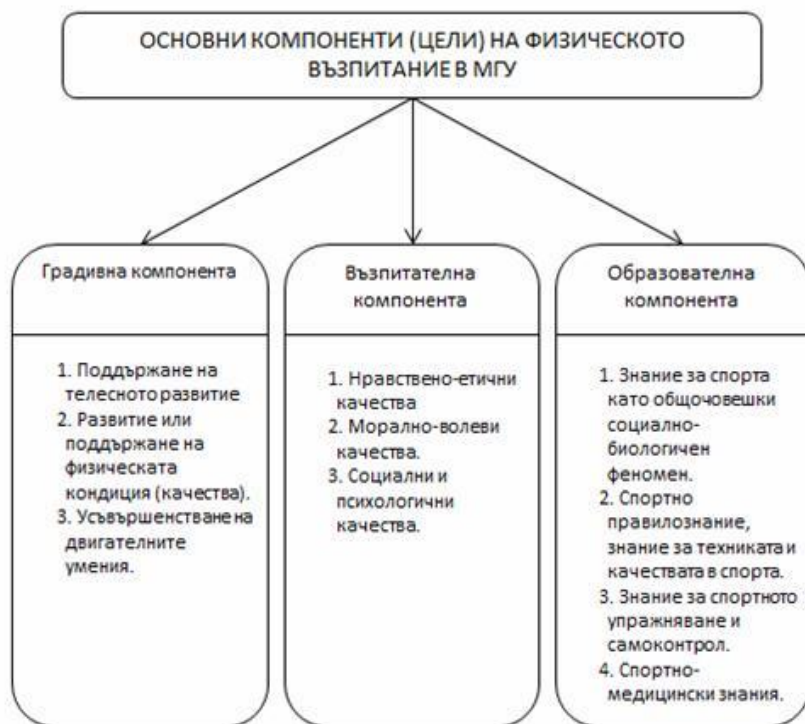 ОСНОВНИ КОМПОНЕНТИ (ЦЕЛИ) НА ФИЗИЧЕСКОТО
ВЪЗПИТАНИЕ В МГУ
Градивна компонента
1. Поддържане на
телесното развитие
2. Развитие или
поддържане на
физическата
кондиция (качества).
3. Усъвършенстване на
двигателните
умения.
Възпитателна
компонента
1. Нравствено-етични
качества
2. Морално-волеви
качества.
3. Социални и
психологични
качества.
Образователна
компонента
1. Знание за спорта
като общочовешки
социално-
биологичен
феномен.
2. Спортно
правилознание,
знание за техниката и
качествата в спорта.
3. Знание за спортното
упражняване и
самоконтрол.
4. Спортно-
медицински знания.